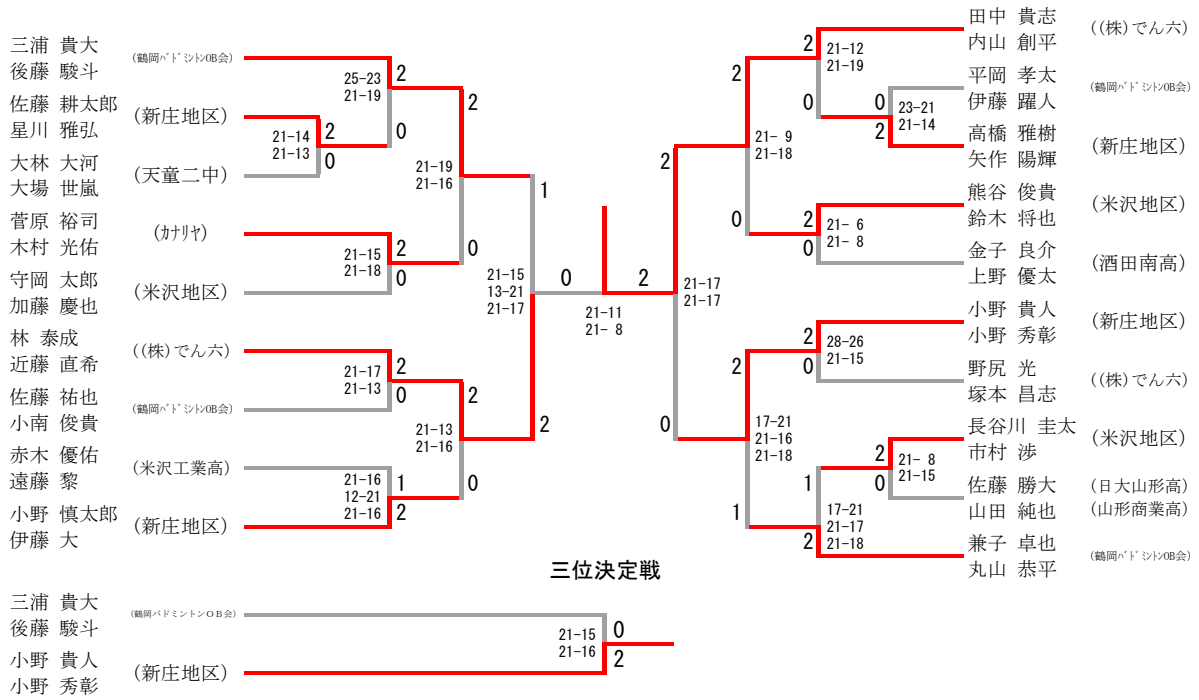 三浦 貴大
後藤 駿斗
(鶴岡バドミントンOB会)
佐藤 耕太郎
星川 雅弘
(新庄地区)
大林 大河
大場 世嵐
(天童二中)
菅原 裕司
木村 光佑
(カナリヤ)
守岡 太郎
加藤 慶也
(米沢地区)
林 泰成
近藤 直希
((株)でん六)
佐藤 祐也
小南 俊貴
(鶴岡バドミントンOB会)
赤木 優佑
遠藤 黎
(米沢工業高)
小野 慎太郎
伊藤 大
(新庄地区)
25-23
21-19
2
0
21-14
21-13
2
0
21-15
21-18
2
0
21-17
21-13
2
0
21-16
12-21
21-16
1
2
21-19
21-16
2
0
21-13
21-16
2
0
21-15
13-21
21-17
1
2
0
2
21-11
21- 8
21-17
21-17
2
0
21- 9
21-18
2
0
17-21
21-16
21-18
2
1
21-12
21-19
2
0
23-21
21-14
0
2
21- 6
21- 8
2
0
28-26
21-15
2
0
21- 8
21-15
2
0
17-21
21-17
21-18
1
2
田中 貴志
内山 創平
((株)でん六)
平岡 孝太
伊藤 躍人
(鶴岡バドミントンOB会)
高橋 雅樹
矢作 陽輝
(新庄地区)
熊谷 俊貴
鈴木 将也
(米沢地区)
金子 良介
上野 優太
(酒田南高)
小野 貴人
小野 秀彰
(新庄地区)
野尻 光
塚本 昌志
((株)でん六)
長谷川 圭太
市村 渉
(米沢地区)
佐藤 勝大
(日大山形高)
山田 純也
(山形商業高)
兼子 卓也
丸山 恭平
(鶴岡バドミントンOB会)
三位決定戦
三浦 貴大
後藤 駿斗
(鶴岡バドミントンOB会)
小野 貴人
小野 秀彰
(新庄地区)
21-15
21-16
0
2